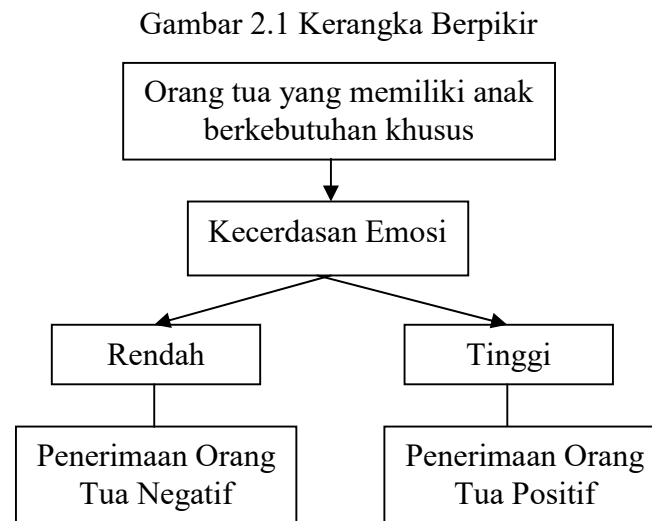 Gambar 2.1 Kerangka Berpikir
Orang tua yang memiliki anak
berkebutuhan khusus
Kecerdasan Emosi
Rendah
Tinggi
Penerimaan Orang
Tua Negatif
Penerimaan Orang
Tua Positif